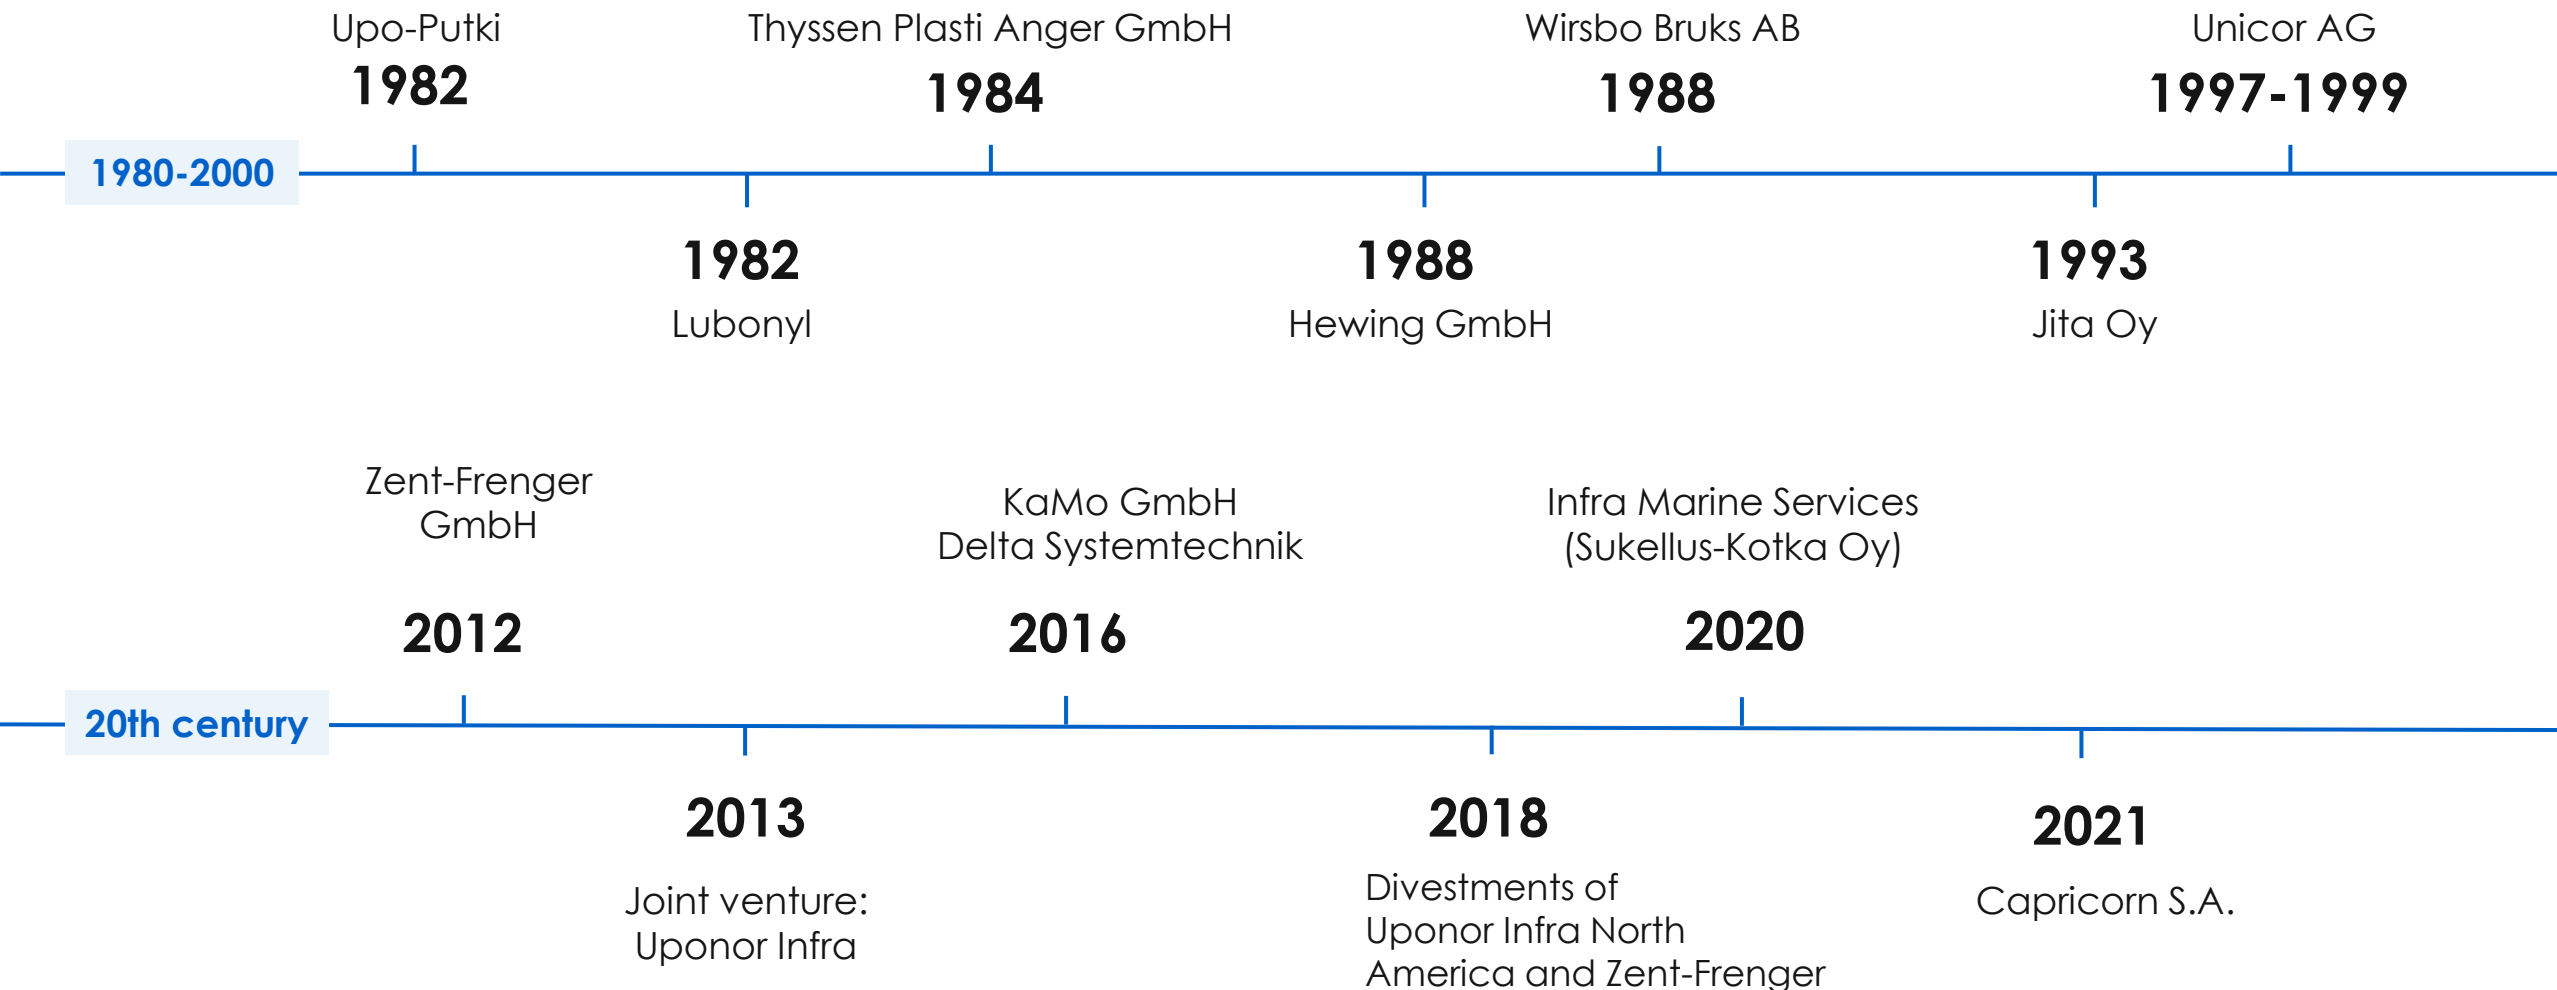 Upo-Putki
1982
Thyssen Plasti Anger GmbH
1984
Wirsbo Bruks AB
1988
Unicor AG
1997-1999
1980-2000
1982
Lubonyl
1988
Hewing GmbH
1993
Jita Oy
Zent-Frenger
GmbH
2012
KaMo GmbH
Delta Systemtechnik
2016
Infra Marine Services
(Sukellus-Kotka Oy)
2020
20th century
2013
Joint venture:
Uponor Infra
2018
Divestments of
Uponor Infra North
America and Zent-Frenger
2021
Capricorn S.A.